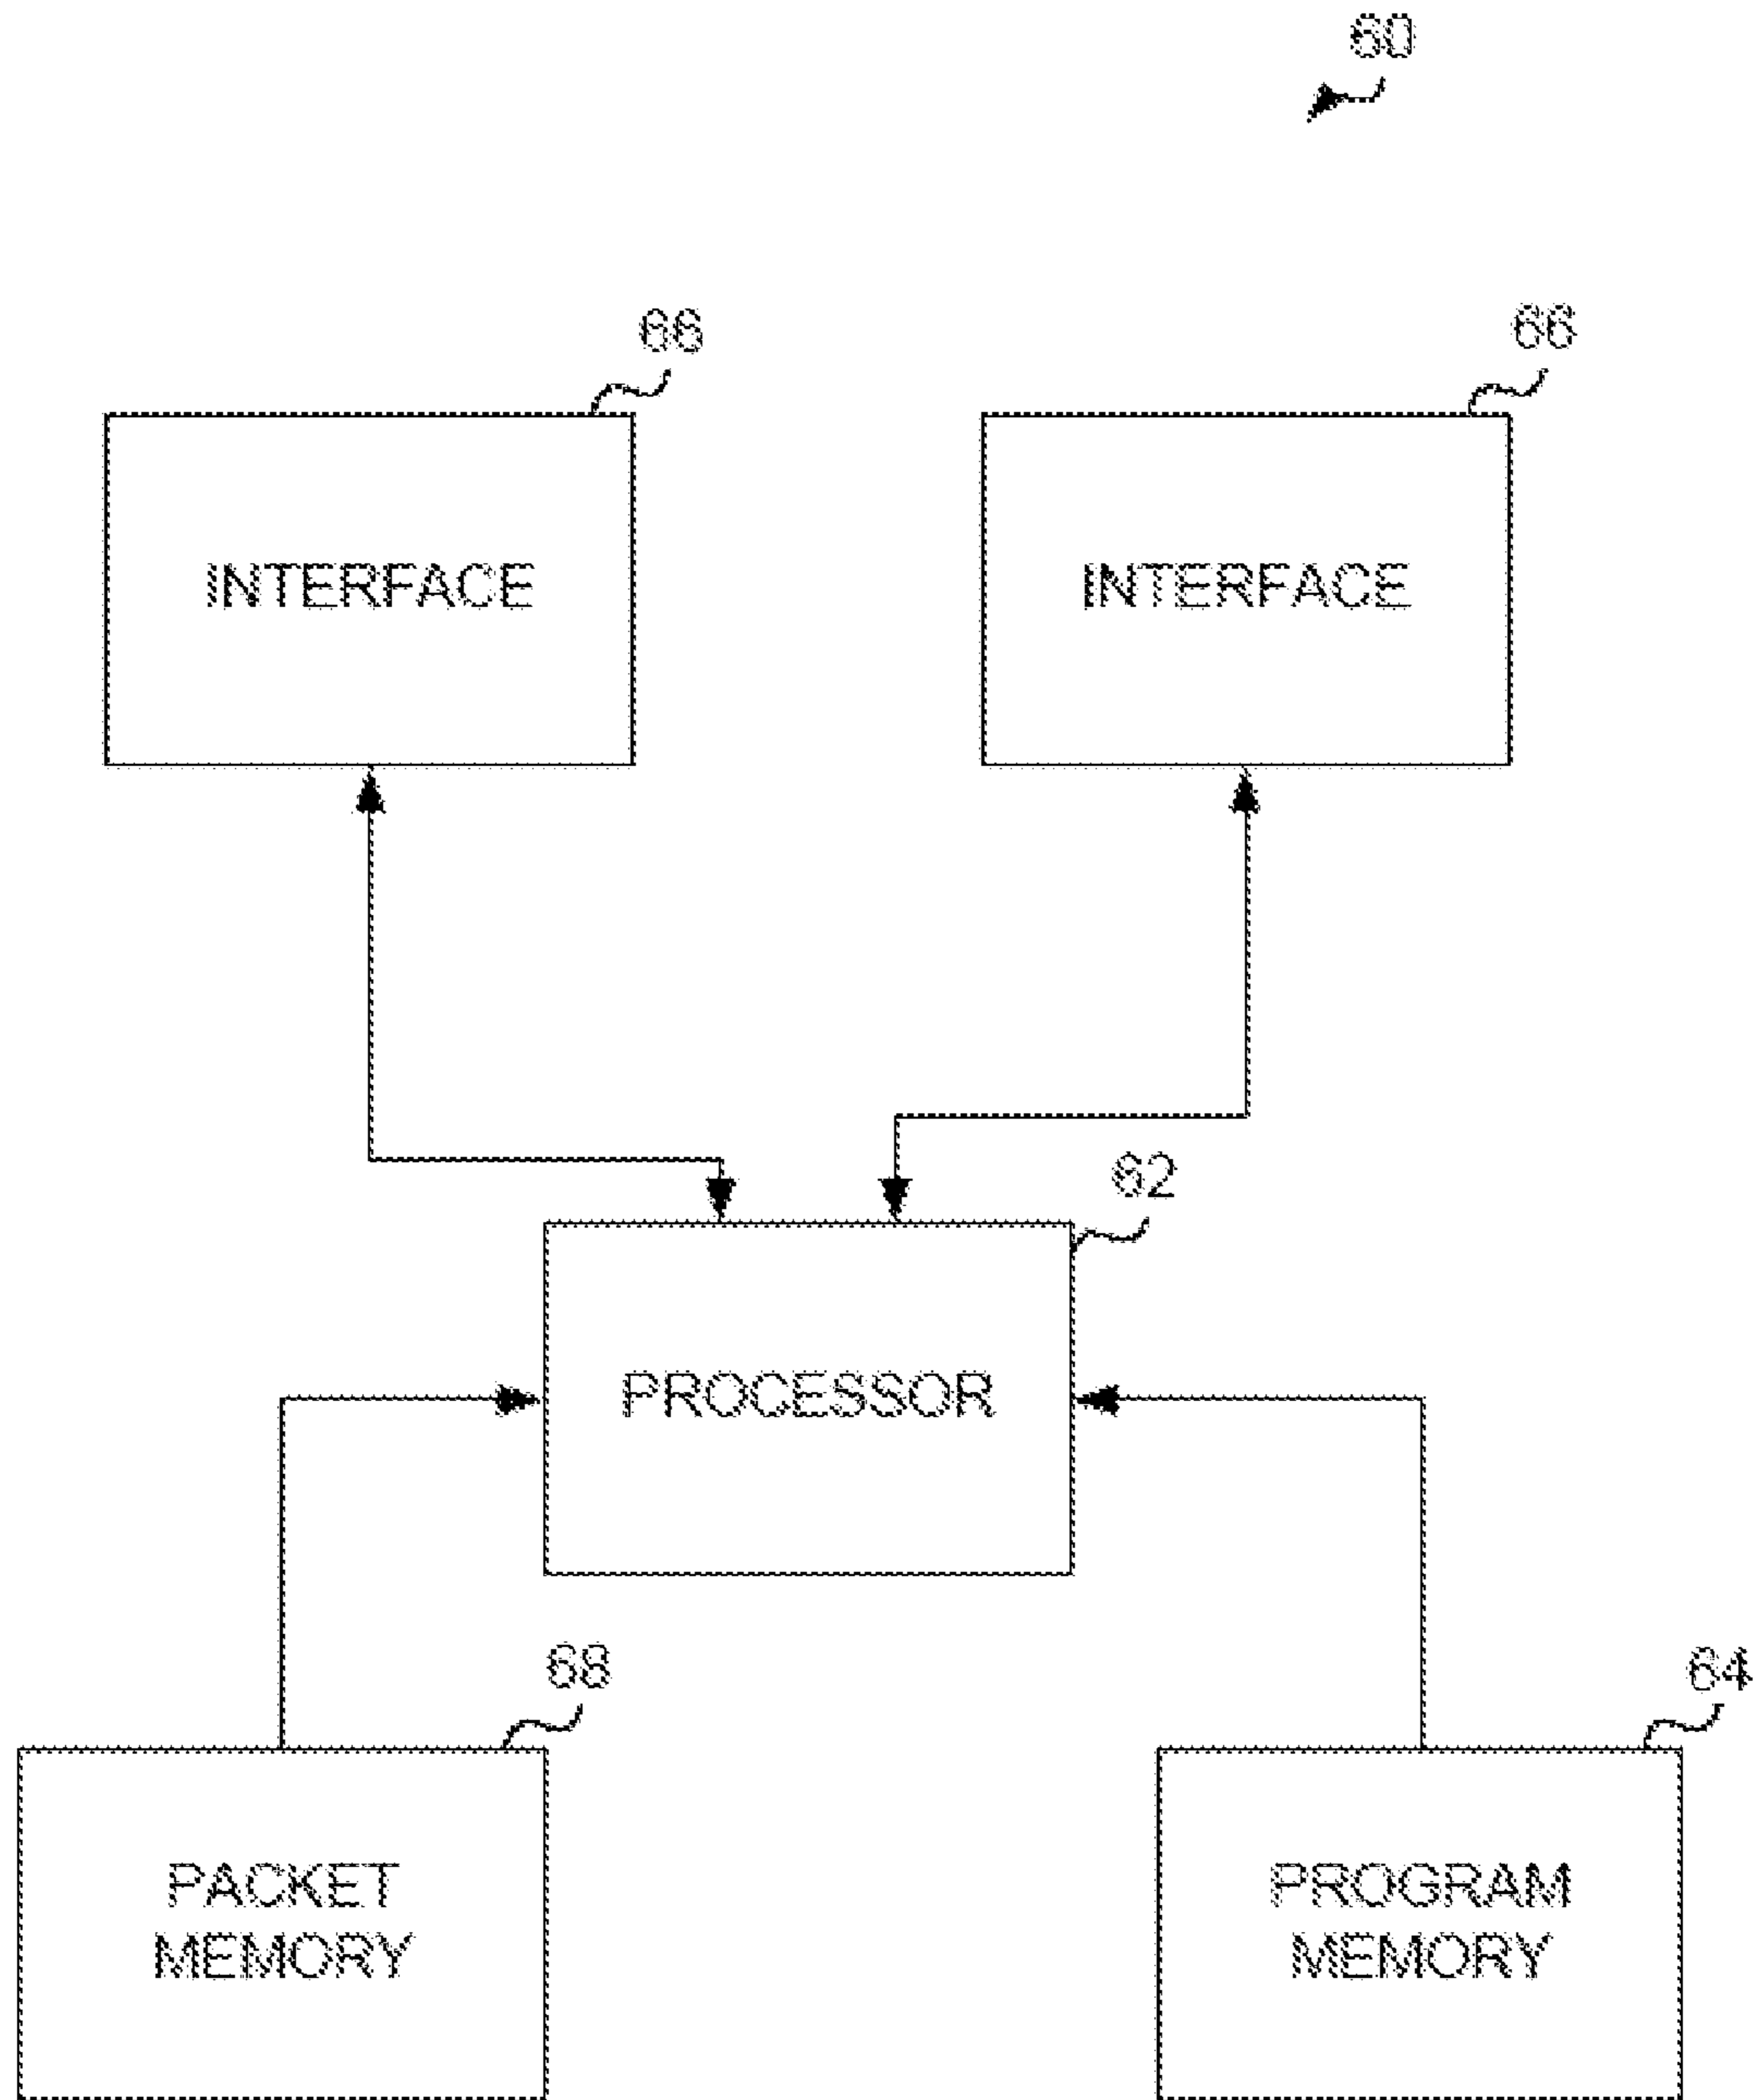 60
66
66
INTERFACE
INTERFACE
62
PROCESSOR
68
64
PACKET
MEMORY
PROGRAM
MEMORY